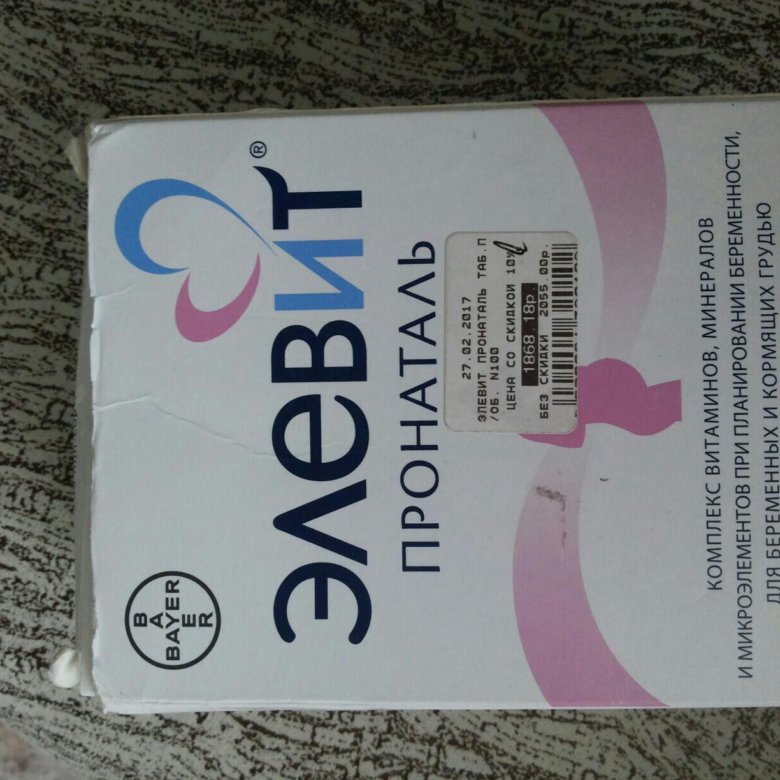 BAYER
BAYER
ЭЛЕВИТ®
ПРОНАТАЛЬ
27.02.2017
ЭЛЕВИТ ПРОНАТАЛЬ ТАБ.П
/ОБ. N100
ЦЕНА СО СКИДКОЙ 10%
1868.18р.
БЕЗ СКИДКИ 2055.00р.
КОМПЛЕКС ВИТАМИНОВ, МИНЕРАЛОВ
И МИКРОЭЛЕМЕНТОВ ПРИ ПЛАНИРОВАНИИ БЕРЕМЕННОСТИ,
ДЛЯ БЕРЕМЕННЫХ И КОРМЯЩИХ ГРУДЬЮ